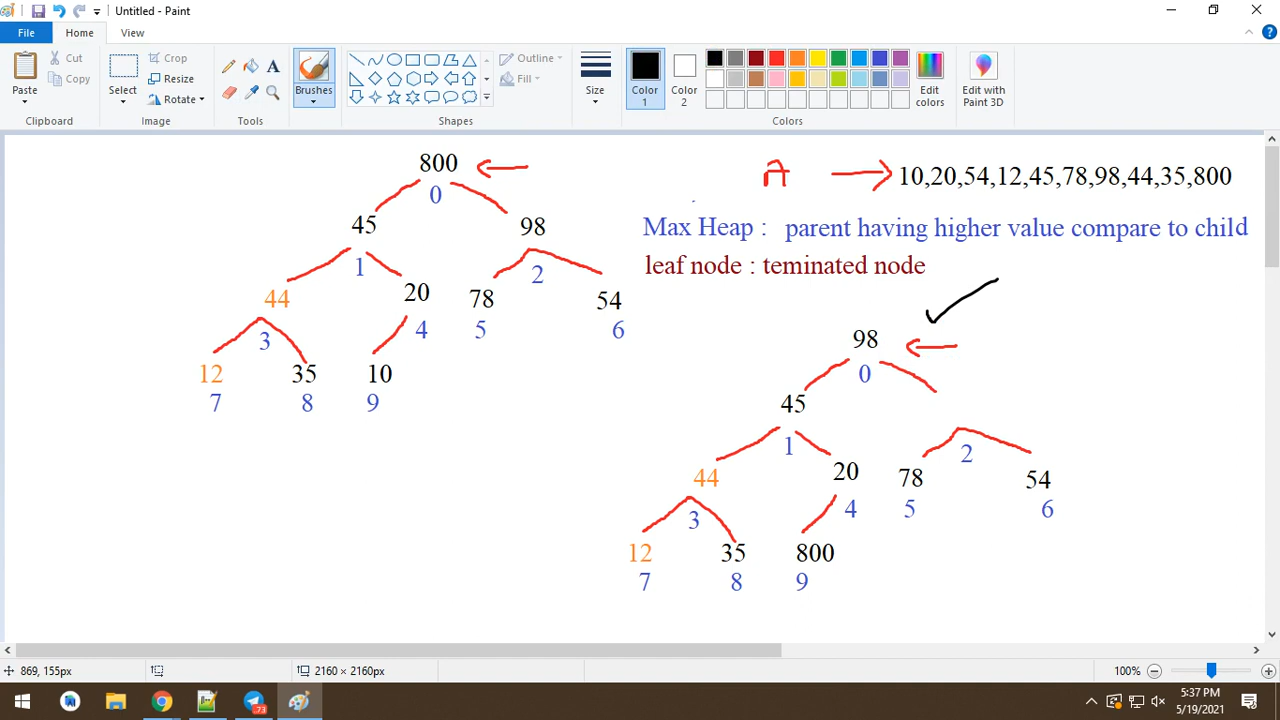 Untitled - Paint
File Home View
Paste
Cut
Copy
Clipboard
Select
Crop
Resize
Rotate
Image
A
Tools
Brushes
Shapes
Outline
Fill
Size
Color 1
Color 2
Colors
Edit colors
Edit with Paint 3D
800
0
45 98
1 2
44 20 78 54
3 4 5 6
12 35 10
7 8 9
A 10,20,54,12,45,78,98,44,35,800
Max Heap : parent having higher value compare to child
leaf node : teminated node
98
0
45
1 2
44 20 78 54
3 4 5 6
12 35 800
7 8 9
869, 155px
2160 × 2160px
100%
73
5:37 PM
5/19/2021